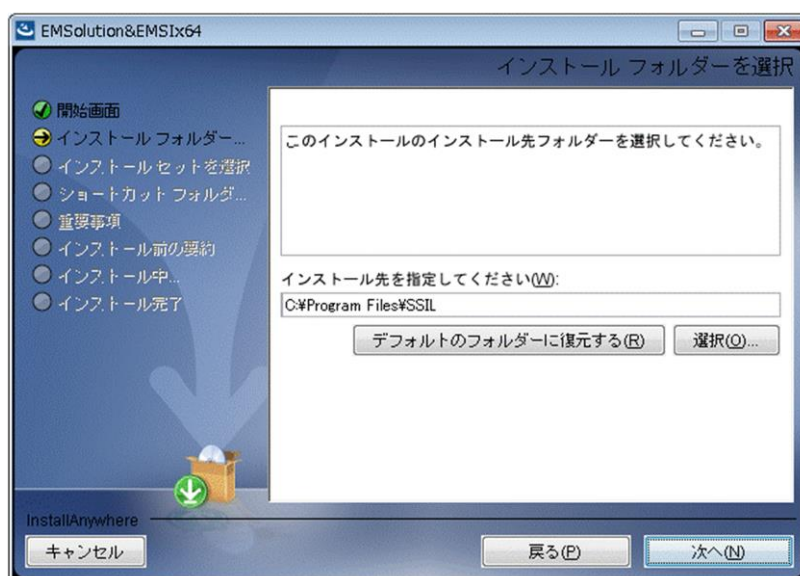 EMSolution&EMSIx64
インストール フォルダーを選択
開始画面
インストール フォルダー...
インストール セットを選択
ショートカット フォルダ...
重要事項
インストール前の要約
インストール中...
インストール完了
このインストールのインストール先フォルダーを選択してください。
インストール先を指定してください(W):
C:¥Program Files¥SSIL
デフォルトのフォルダーに復元する(R)
選択(O)...
InstallAnywhere
キャンセル
戻る(P)
次へ(N)